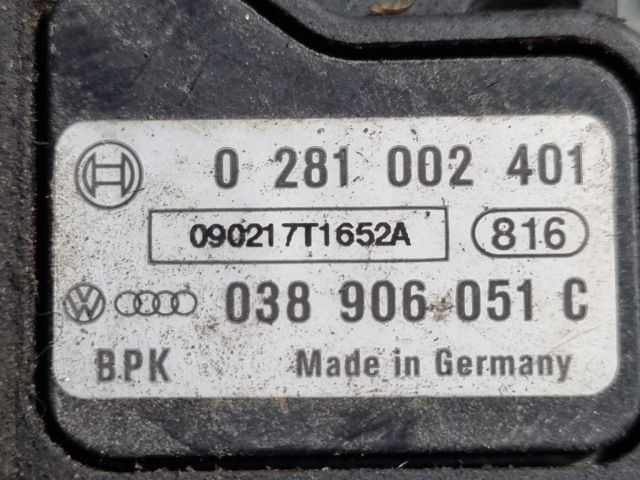 0 281 002 401
090217T1652A 816
038 906 051 C
BPK Made in Germany